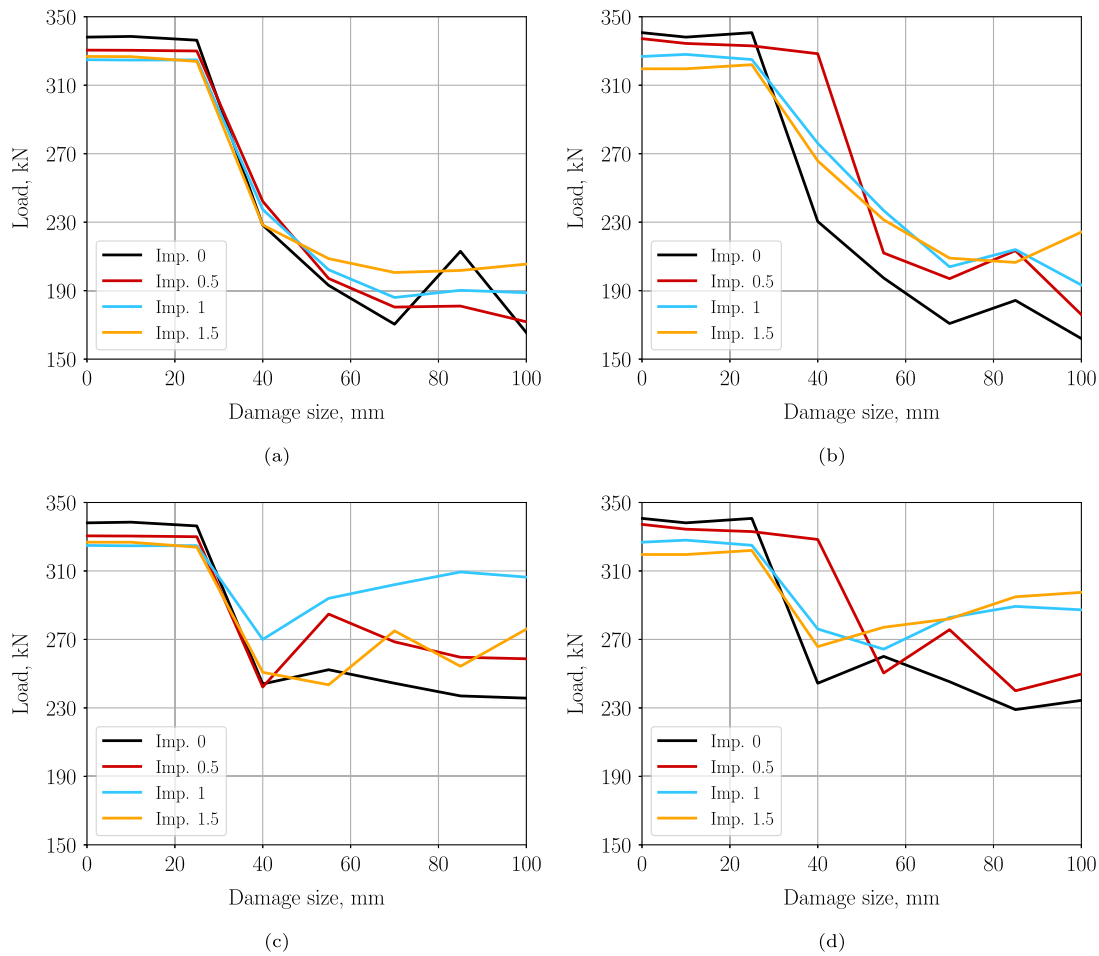 350
310
270
230
190
150
Load, kN
Imp. 0
Imp. 0.5
Imp. 1
Imp. 1.5
0 20 40 60 80 100
Damage size, mm
(a)
350
310
270
230
190
150
Load, kN
Imp. 0
Imp. 0.5
Imp. 1
Imp. 1.5
0 20 40 60 80 100
Damage size, mm
(b)
350
310
270
230
190
150
Load, kN
Imp. 0
Imp. 0.5
Imp. 1
Imp. 1.5
0 20 40 60 80 100
Damage size, mm
(c)
350
310
270
230
190
150
Load, kN
Imp. 0
Imp. 0.5
Imp. 1
Imp. 1.5
0 20 40 60 80 100
Damage size, mm
(d)